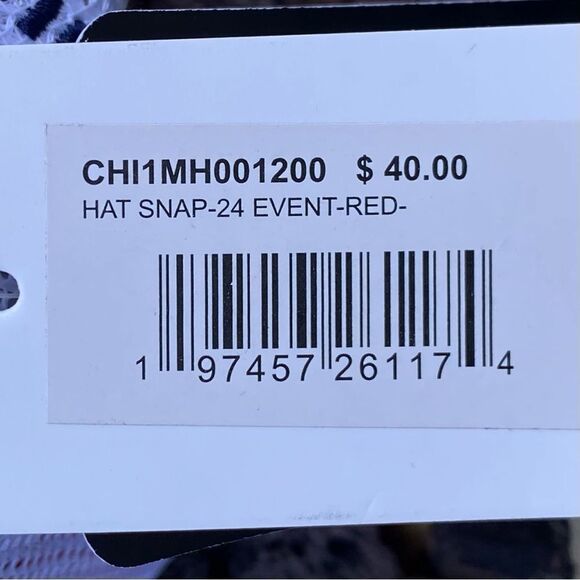 CHI1MH001200 $ 40.00
HAT SNAP-24 EVENT-RED-
1 97457 26117 4